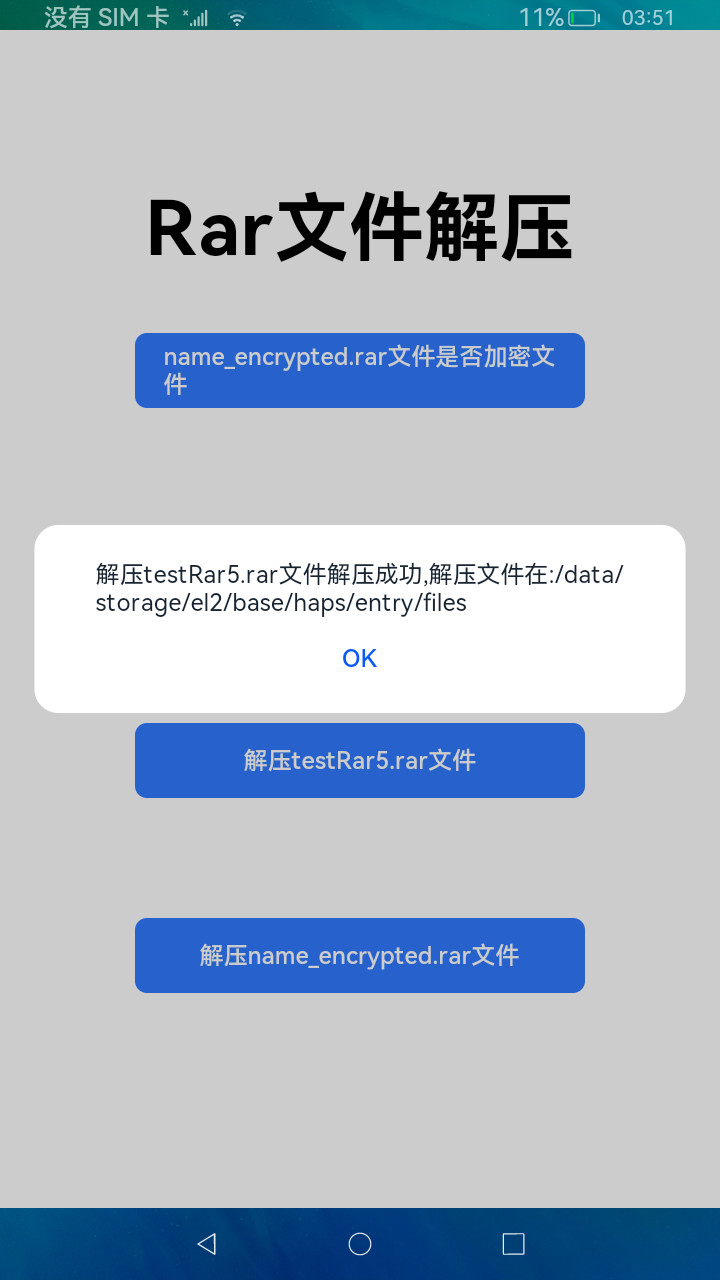 没有 SIM 卡
11%
03:51
Rar文件解压
name_encrypted.rar文件是否加密文
件
解压testRar5.rar文件解压成功,解压文件在:/data/
storage/el2/base/haps/entry/files
OK
解压testRar5.rar文件
解压name_encrypted.rar文件